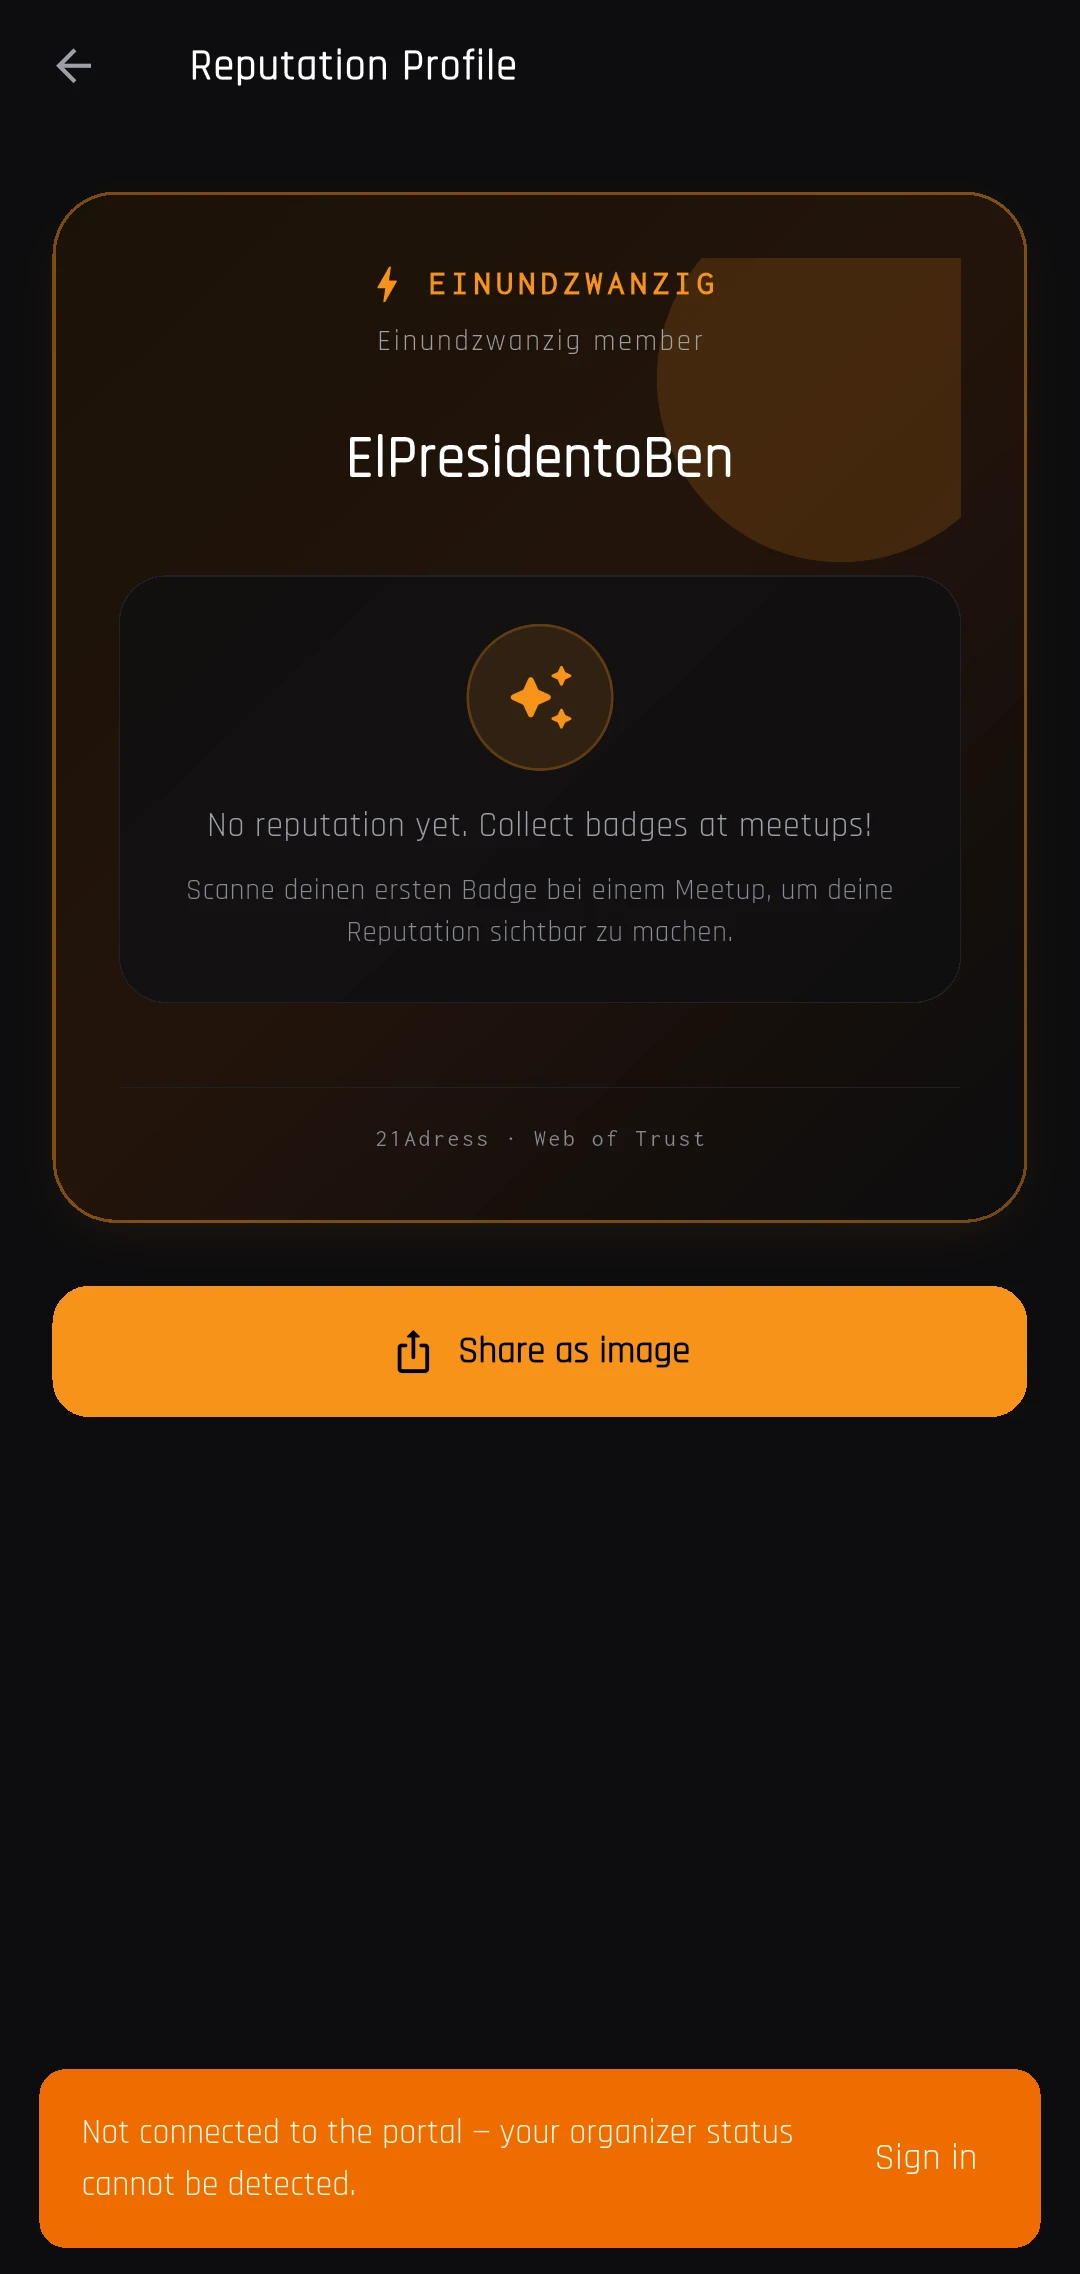 Reputation Profile
EINUNDZWANZIG
Einundzwanzig member
ElPresidentoBen
No reputation yet. Collect badges at meetups!
Scanne deinen ersten Badge bei einem Meetup, um deine
Reputation sichtbar zu machen.
21Adress · Web of Trust
Share as image
Not connected to the portal – your organizer status
cannot be detected.
Sign in